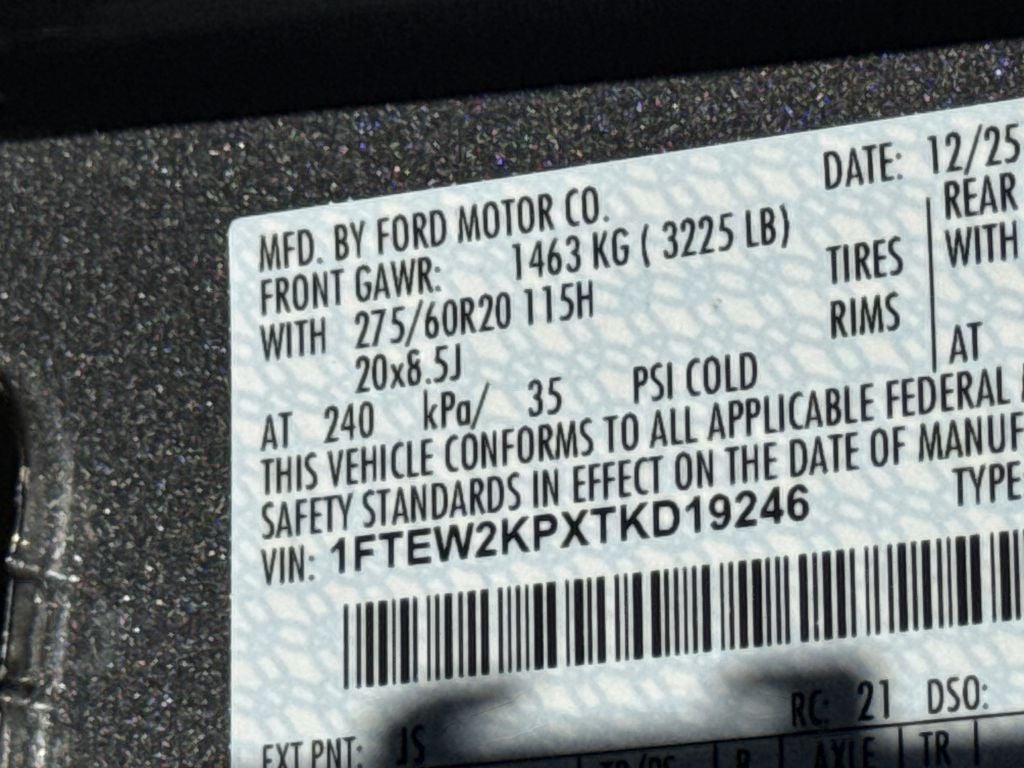 DATE: 12/25
MFD. BY FORD MOTOR CO.
FRONT GAWR: 1463 KG ( 3225 LB) REAR
WITH 275/60R20 115H TIRES WITH
20x8.5J RIMS
AT 240 kPa/ 35 PSI COLD AT
THIS VEHICLE CONFORMS TO ALL APPLICABLE FEDERAL
SAFETY STANDARDS IN EFFECT ON THE DATE OF MANUF
VIN: 1FTEW2KPXTKD19246 TYPE
RC: 21 DSO:
EXT PNT: JS
R AXLE TR